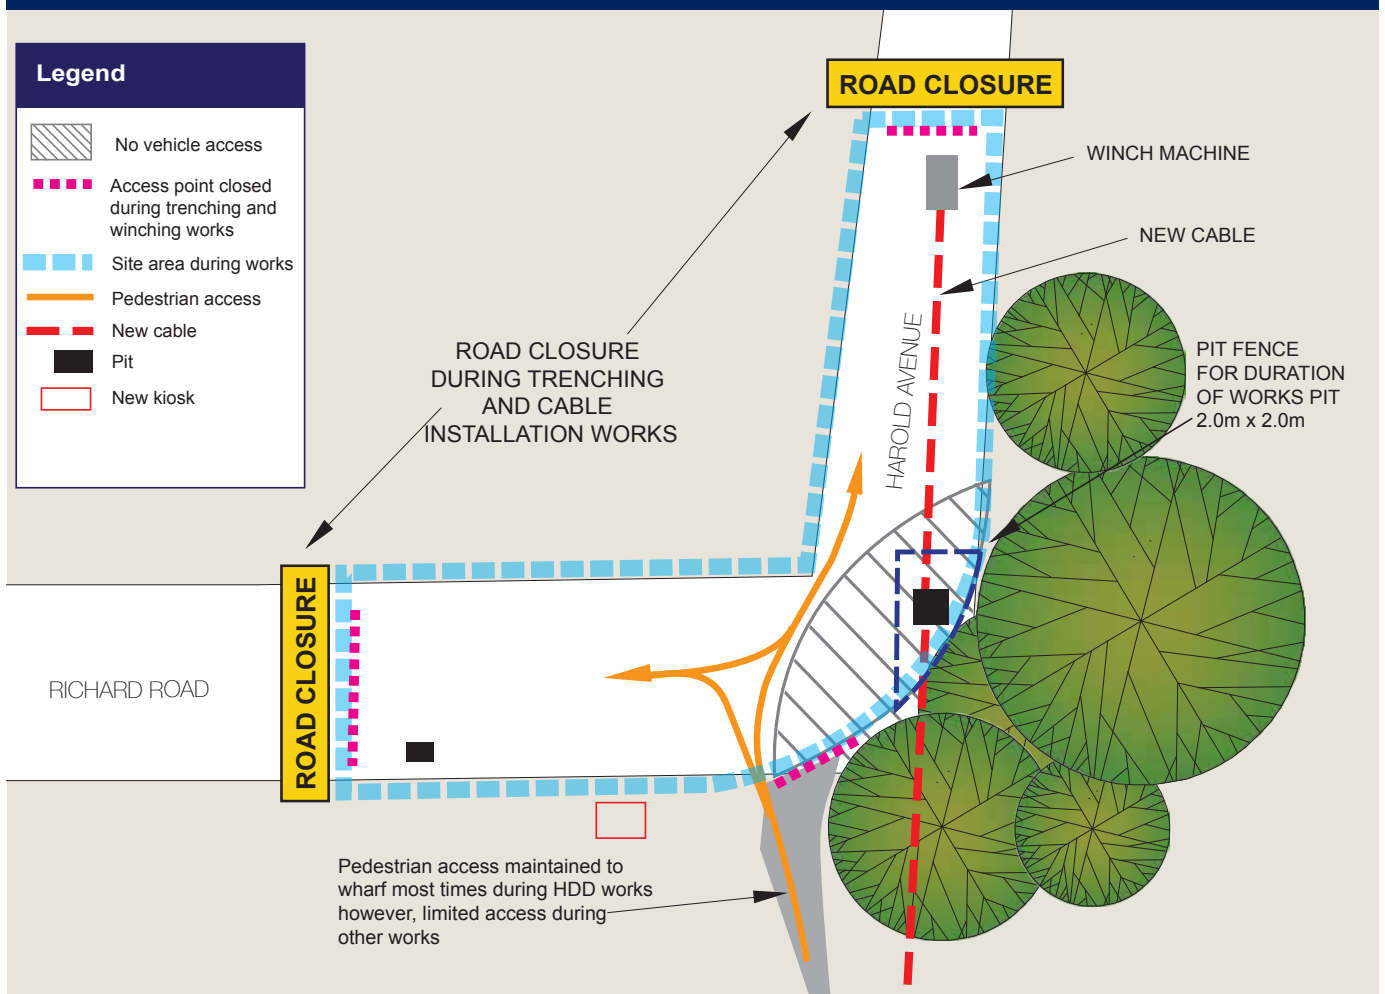 Legend
No vehicle access
Access point closed
during trenching and
winching works
Site area during works
Pedestrian access
New cable
Pit
New kiosk
ROAD CLOSURE
WINCH MACHINE
NEW CABLE
HAROLD AVENUE
ROAD CLOSURE
DURING TRENCHING
AND CABLE
INSTALLATION WORKS
PIT FENCE
FOR DURATION
OF WORKS PIT
2.0m x 2.0m
ROAD CLOSURE
RICHARD ROAD
Pedestrian access maintained to
wharf most times during HDD works
however, limited access during
other works